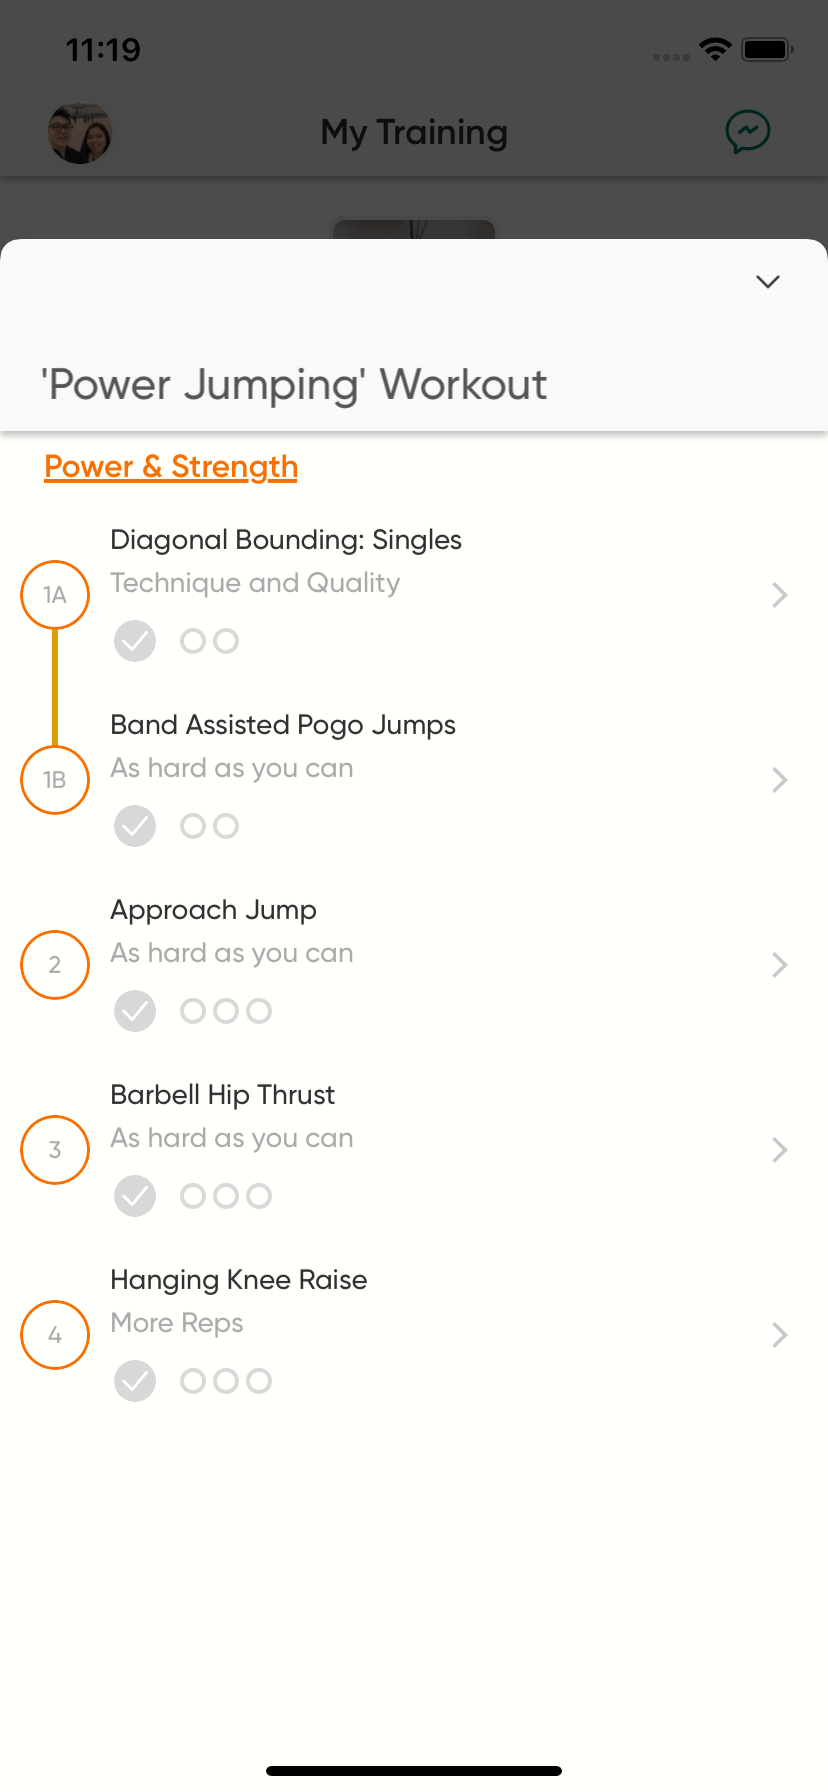 11:19
My Training
'Power Jumping' Workout
Power & Strength
Diagonal Bounding: Singles
1A
Technique and Quality
Band Assisted Pogo Jumps
1B
As hard as you can
Approach Jump
2
As hard as you can
Barbell Hip Thrust
3
As hard as you can
Hanging Knee Raise
4
More Reps